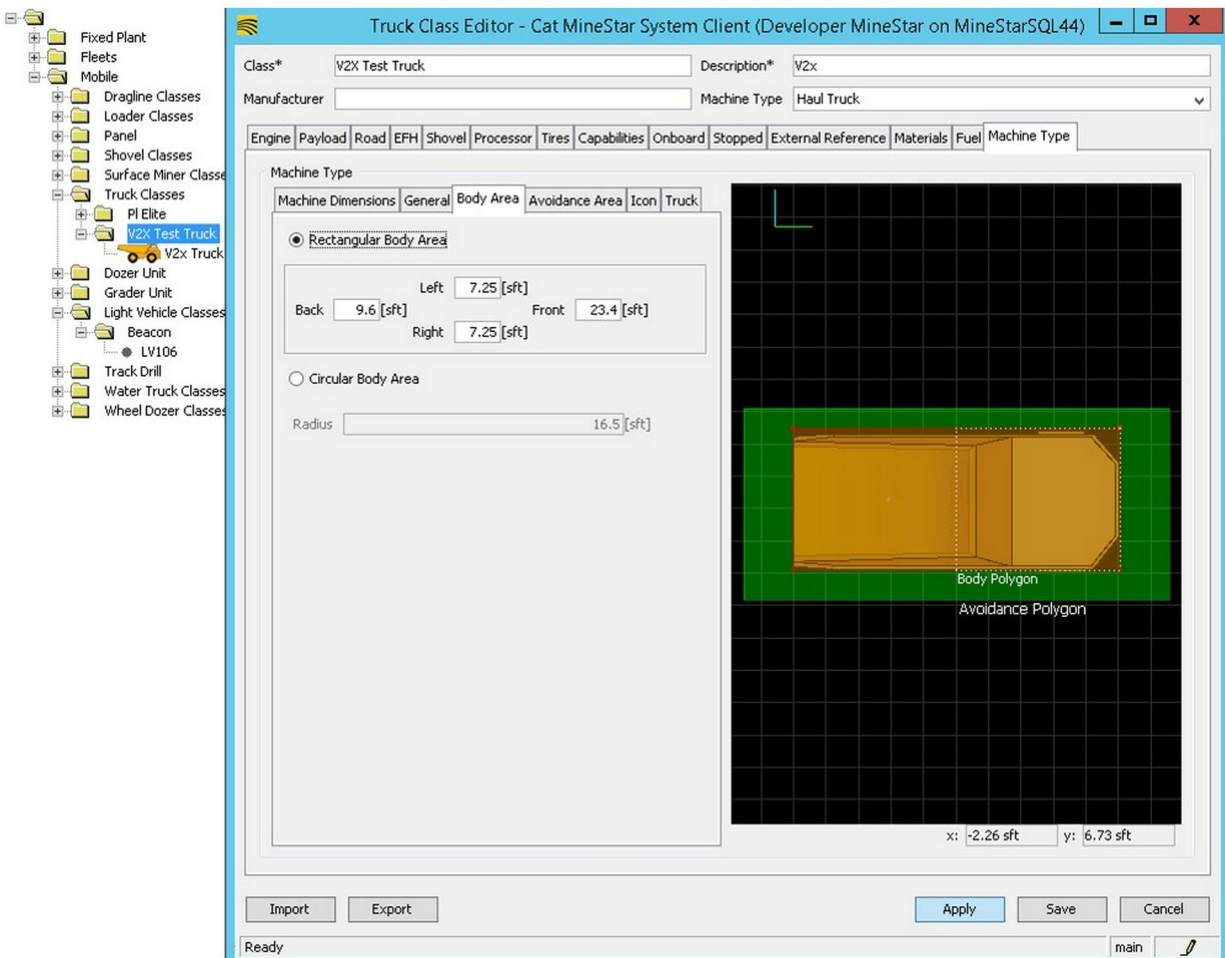 Fixed Plant
Fleets
Mobile
Dragline Classes
Loader Classes
Panel
Shovel Classes
Surface Miner Classe
Truck Classes
Pl Elite
V2X Test Truck
V2x Truck
Dozer Unit
Grader Unit
Light Vehicle Classes
Beacon
LV106
Track Drill
Water Truck Classes
Wheel Dozer Classes
Truck Class Editor - Cat MineStar System Client (Developer MineStar on MineStarSQL44)
Class* V2X Test Truck Description* V2x
Manufacturer Machine Type Haul Truck
Engine Payload Road EFH Shovel Processor Tires Capabilities Onboard Stopped External Reference Materials Fuel Machine Type
Machine Type
Machine Dimensions General Body Area Avoidance Area Icon Truck
Rectangular Body Area
Left 7.25 [sft]
Back 9.6 [sft] Front 23.4 [sft]
Right 7.25 [sft]
Circular Body Area
Radius 16.5 [sft]
Body Polygon
Avoidance Polygon
x: -2.26 sft y: 6.73 sft
Import Export Apply Save Cancel
Ready main